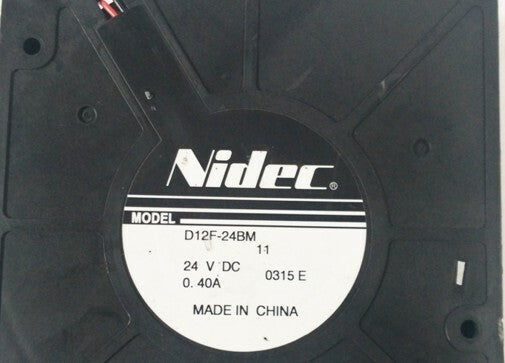 Nidec®
MODEL
D12F-24BM
11
24 V DC 0315 E
0. 40A
MADE IN CHINA